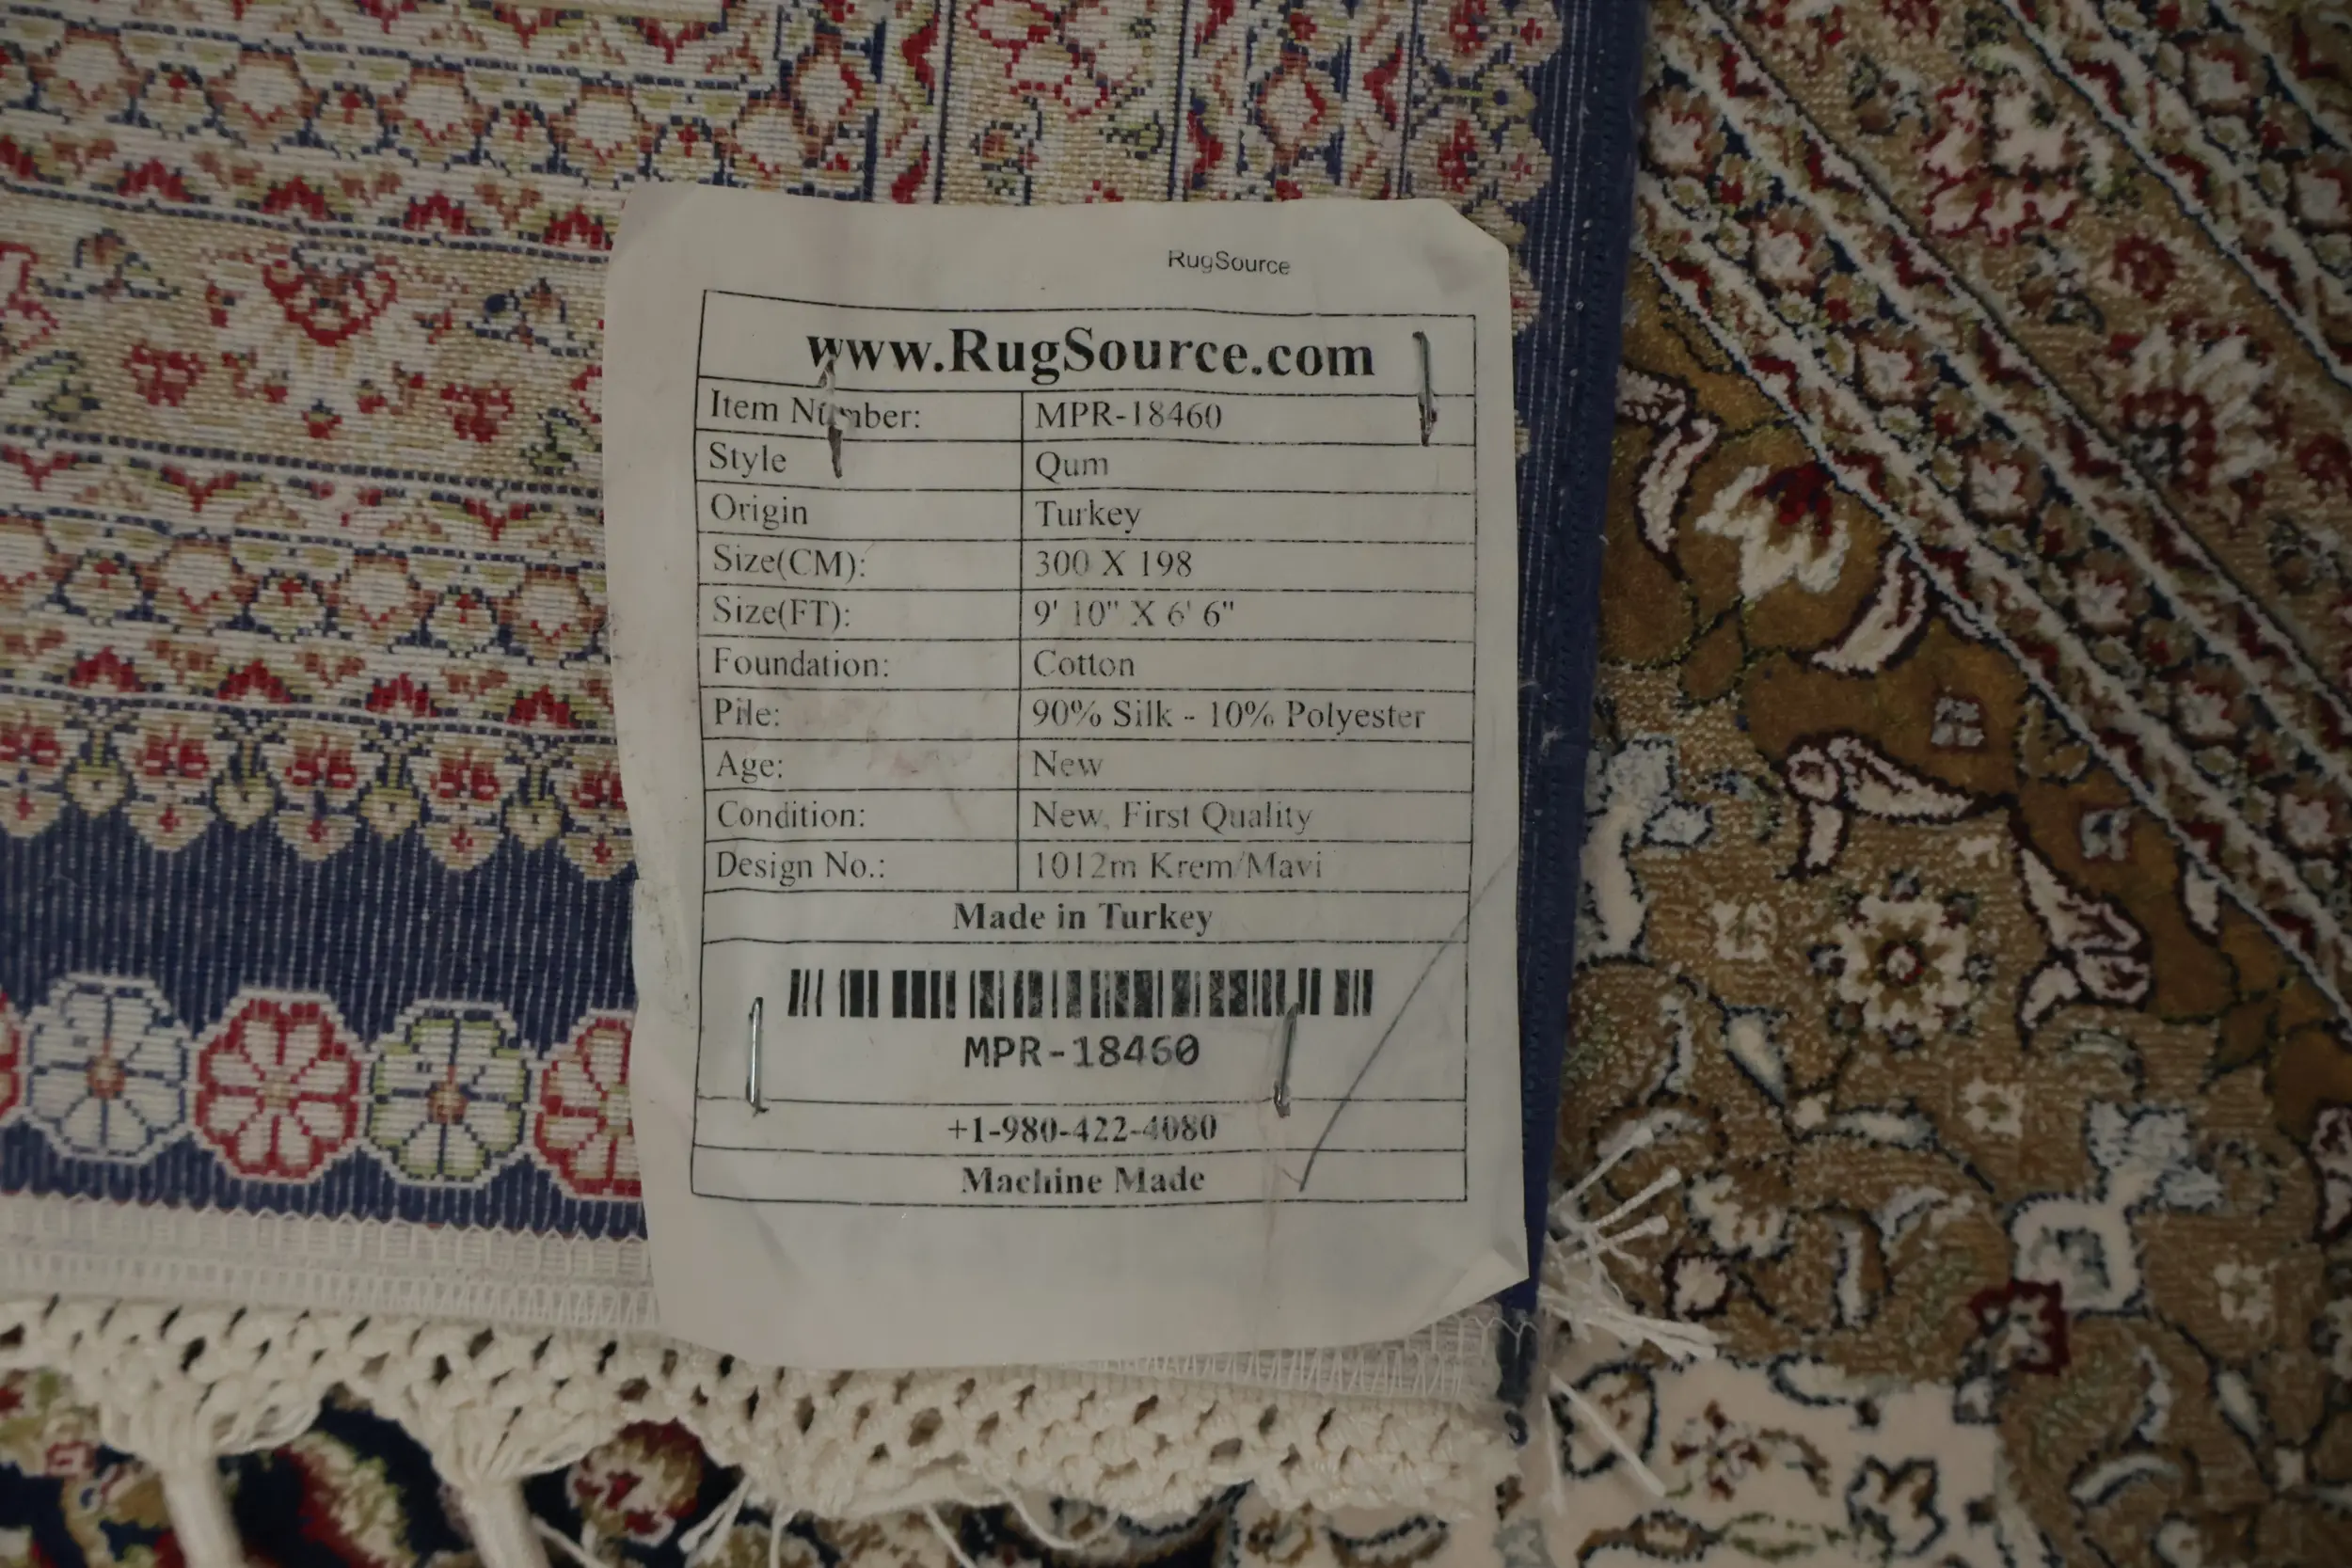 RugSource
www.RugSource.com
Item Number: MPR-18460
Style Qum
Origin Turkey
Size(CM): 300 X 198
Size(FT): 9' 10" X 6' 6"
Foundation: Cotton
Pile: 90% Silk - 10% Polyester
Age: New
Condition: New, First Quality
Design No.: 1012m Krem/Mavi
Made in Turkey
MPR-18460
+1-980-422-4080
Machine Made